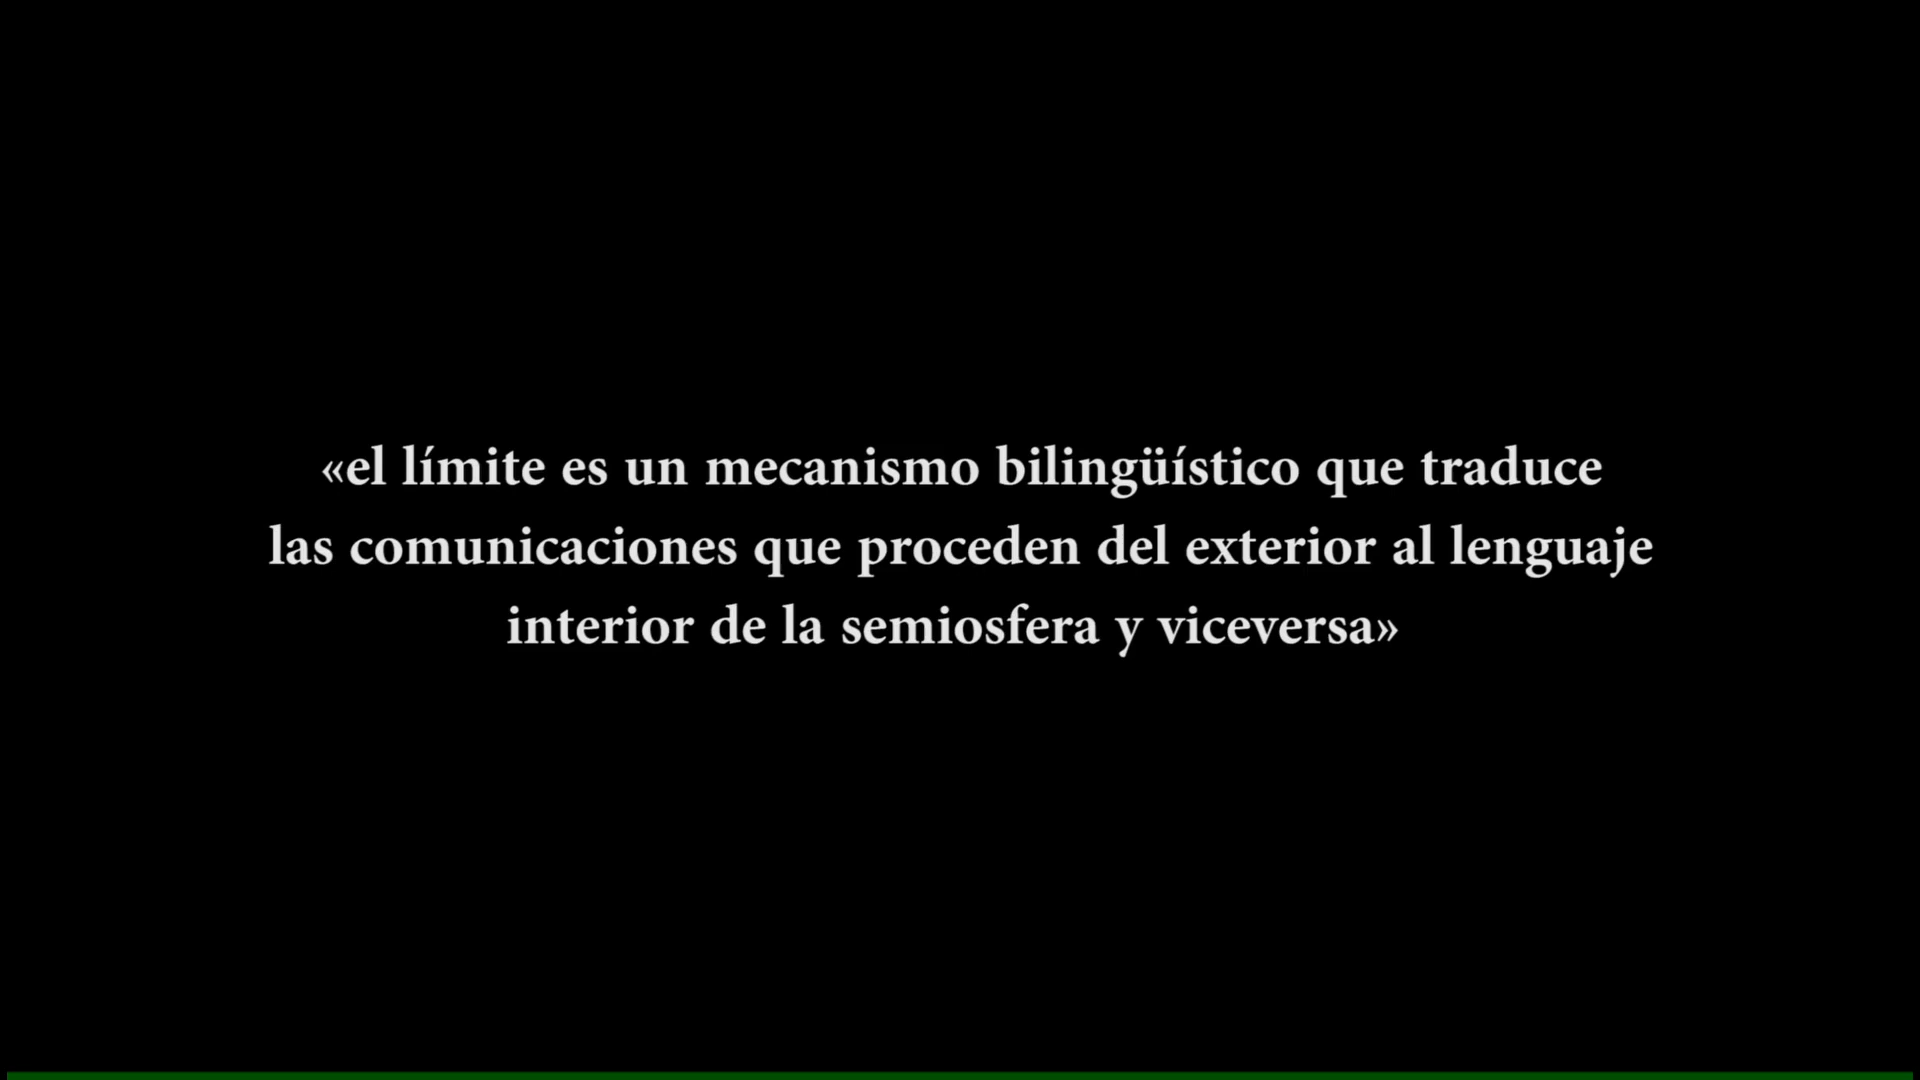 «el límite es un mecanismo bilingüístico que traduce
las comunicaciones que proceden del exterior al lenguaje
interior de la semiosfera y viceversa»